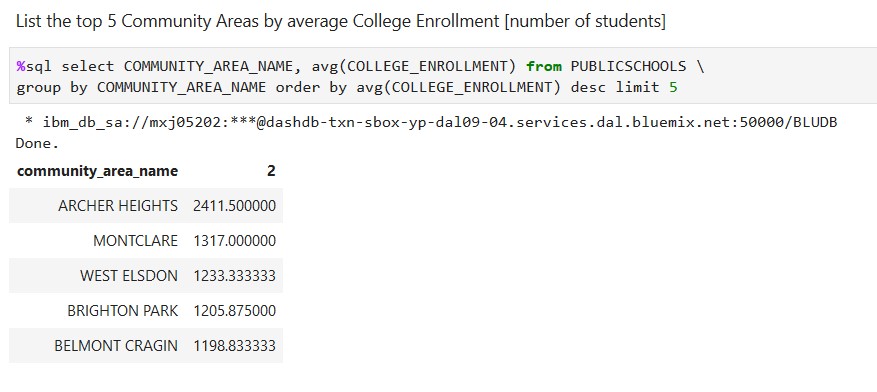 List the top 5 Community Areas by average College Enrollment [number of students]
%sql select COMMUNITY_AREA_NAME, avg(COLLEGE_ENROLLMENT) from PUBLICSCHOOLS \
group by COMMUNITY_AREA_NAME order by avg(COLLEGE_ENROLLMENT) desc limit 5
* ibm_db_sa://mxj05202:***@dashdb-txn-sbox-yp-dal09-04.services.dal.bluemix.net:50000/BLUDB
Done.
community_area_name 2
ARCHER HEIGHTS 2411.500000
MONTCLARE 1317.000000
WEST ELSDON 1233.333333
BRIGHTON PARK 1205.875000
BELMONT CRAGIN 1198.833333